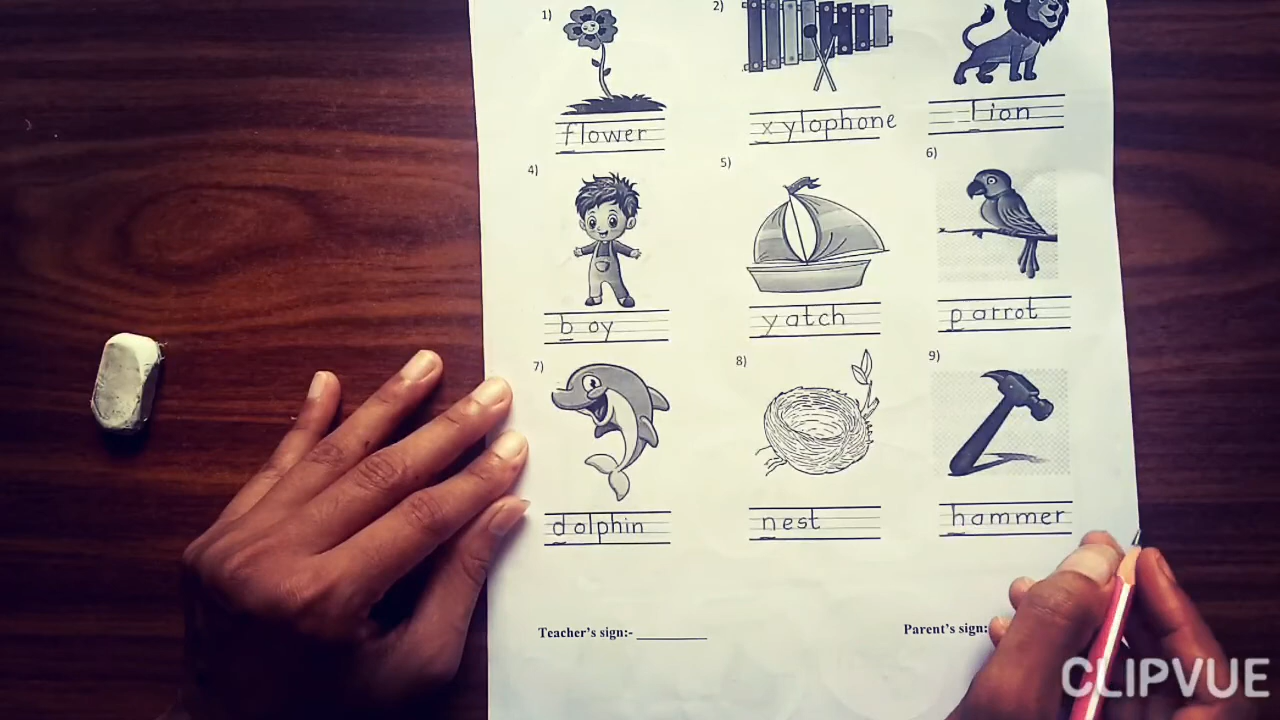 1) 2)
flower xylophone lion
4) 5) 6)
boy yatch parrot
7) 8) 9)
dolphin nest hammer
Teacher's sign:- ________ Parent's sign:
CLIPVUE